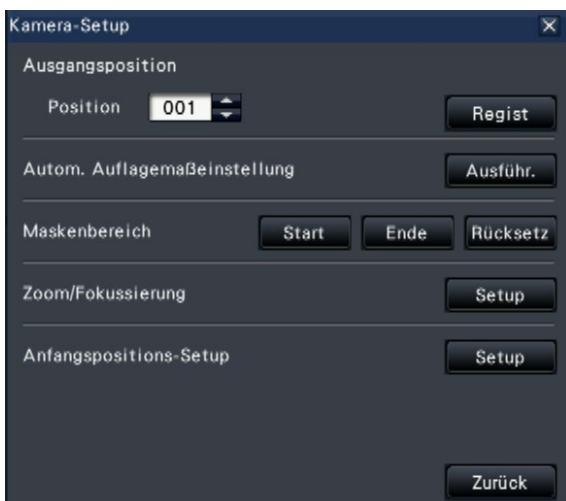 Kamera-Setup
Ausgangsposition
Position 001 Regist
Autom. Auflagemaßeinstellung Ausführ.
Maskenbereich Start Ende Rücksetz
Zoom/Fokussierung Setup
Anfangspositions-Setup Setup
Zurück